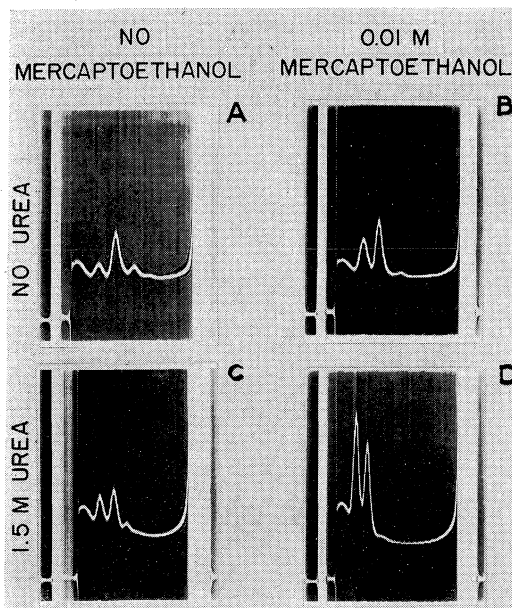 NO
MERCAPTOETHANOL
0.01 M
MERCAPTOETHANOL
NO UREA
A
B
1.5 M UREA
C
D